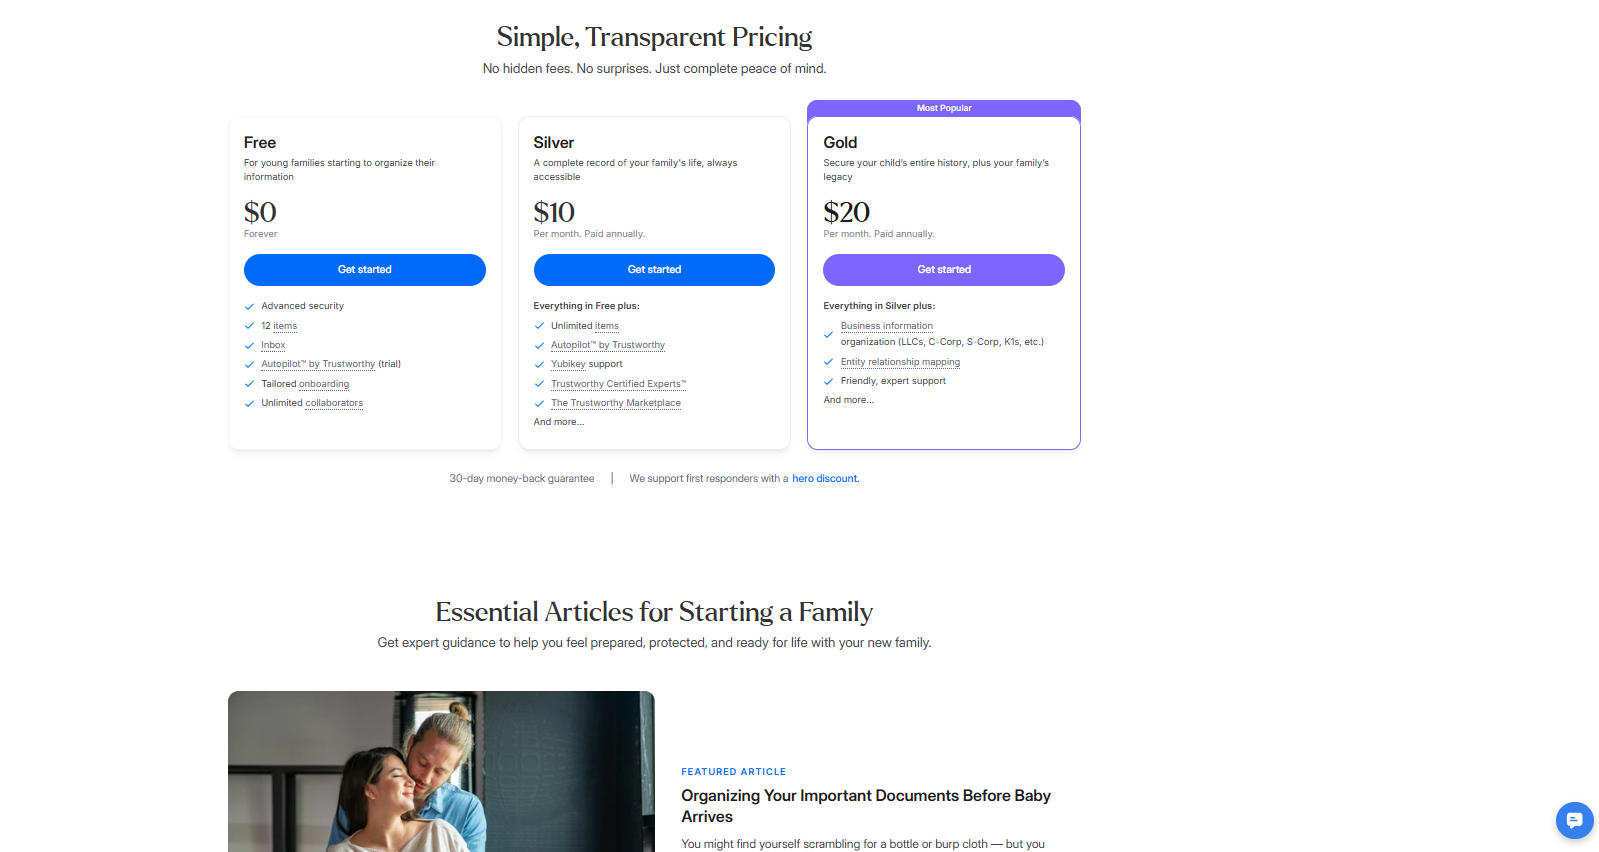 Simple, Transparent Pricing
No hidden fees. No surprises. Just complete peace of mind.
Free
For young families starting to organize their
information
$0
Forever
Get started
Advanced security
12 items
Inbox
Autopilot™ by Trustworthy (trial)
Tailored onboarding
Unlimited collaborators
Silver
A complete record of your family's life, always
accessible
$10
Per month. Paid annually.
Get started
Everything in Free plus:
Unlimited items
Autopilot™ by Trustworthy
Yubikey support
Trustworthy Certified Experts™
The Trustworthy Marketplace
And more...
Most Popular
Gold
Secure your child’s entire history, plus your family’s
legacy
$20
Per month. Paid annually.
Get started
Everything in Silver plus:
Business information
organization (LLCs, C-Corp, S-Corp, K1s, etc.)
Entity relationship mapping
Friendly, expert support
And more...
30-day money-back guarantee | We support first responders with a hero discount.
Essential Articles for Starting a Family
Get expert guidance to help you feel prepared, protected, and ready for life with your new family.
FEATURED ARTICLE
Organizing Your Important Documents Before Baby
Arrives
You might find yourself scrambling for a bottle or burp cloth — but you